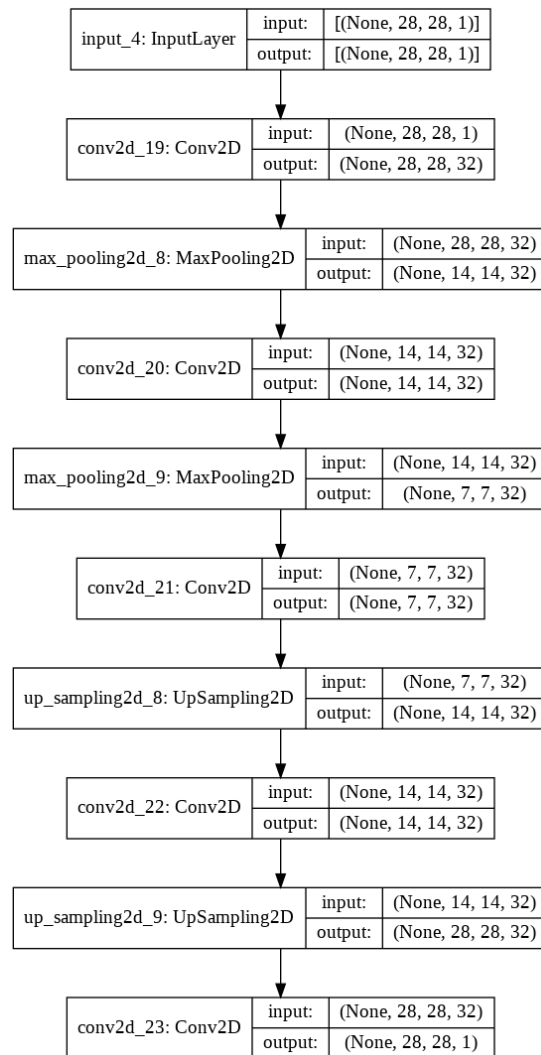 input_4: InputLayer
input: [(None, 28, 28, 1)]
output: [(None, 28, 28, 1)]
conv2d_19: Conv2D
input: (None, 28, 28, 1)
output: (None, 28, 28, 32)
max_pooling2d_8: MaxPooling2D
input: (None, 28, 28, 32)
output: (None, 14, 14, 32)
conv2d_20: Conv2D
input: (None, 14, 14, 32)
output: (None, 14, 14, 32)
max_pooling2d_9: MaxPooling2D
input: (None, 14, 14, 32)
output: (None, 7, 7, 32)
conv2d_21: Conv2D
input: (None, 7, 7, 32)
output: (None, 7, 7, 32)
up_sampling2d_8: UpSampling2D
input: (None, 7, 7, 32)
output: (None, 14, 14, 32)
conv2d_22: Conv2D
input: (None, 14, 14, 32)
output: (None, 14, 14, 32)
up_sampling2d_9: UpSampling2D
input: (None, 14, 14, 32)
output: (None, 28, 28, 32)
conv2d_23: Conv2D
input: (None, 28, 28, 32)
output: (None, 28, 28, 1)